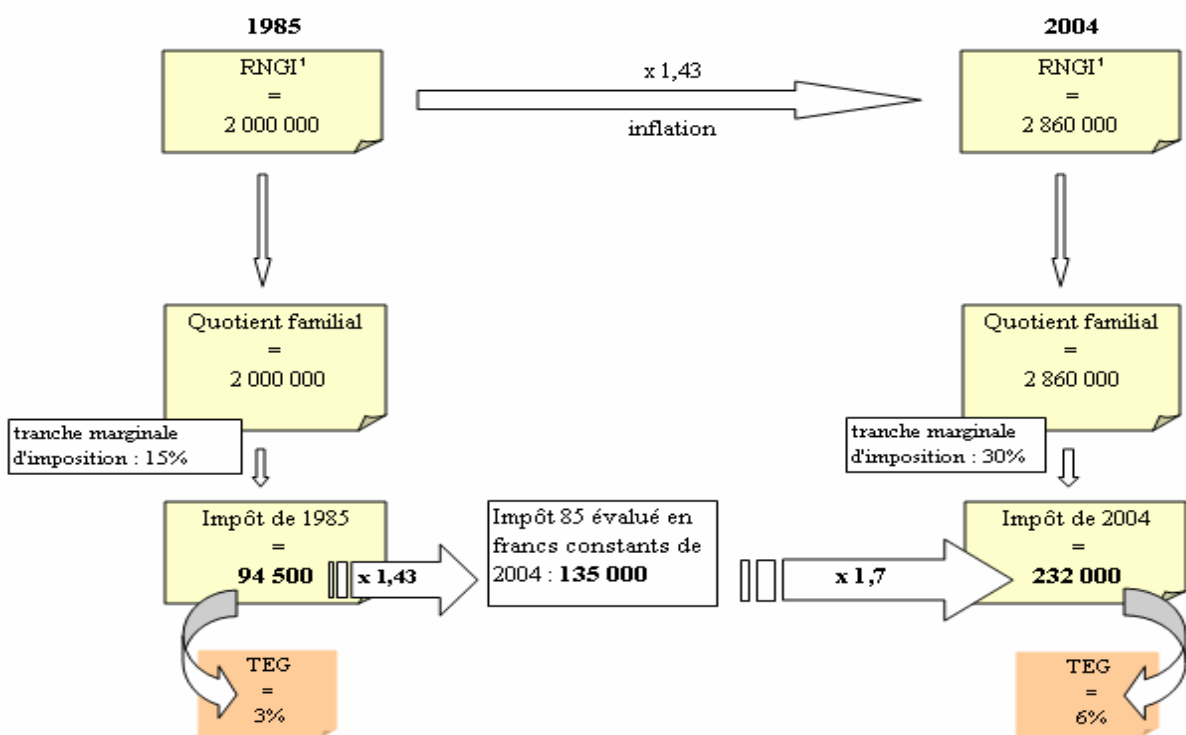 1985
2004
RNGI¹
=
2 000 000
x 1,43
inflation
RNGI¹
=
2 860 000
Quotient familial
=
2 000 000
Quotient familial
=
2 860 000
tranche marginale
d'imposition : 15%
tranche marginale
d'imposition : 30%
Impôt de 1985
=
94 500
x 1,43
Impôt 85 évalué en
francs constants de
2004 : 135 000
x 1,7
Impôt de 2004
=
232 000
TEG
=
3%
TEG
=
6%